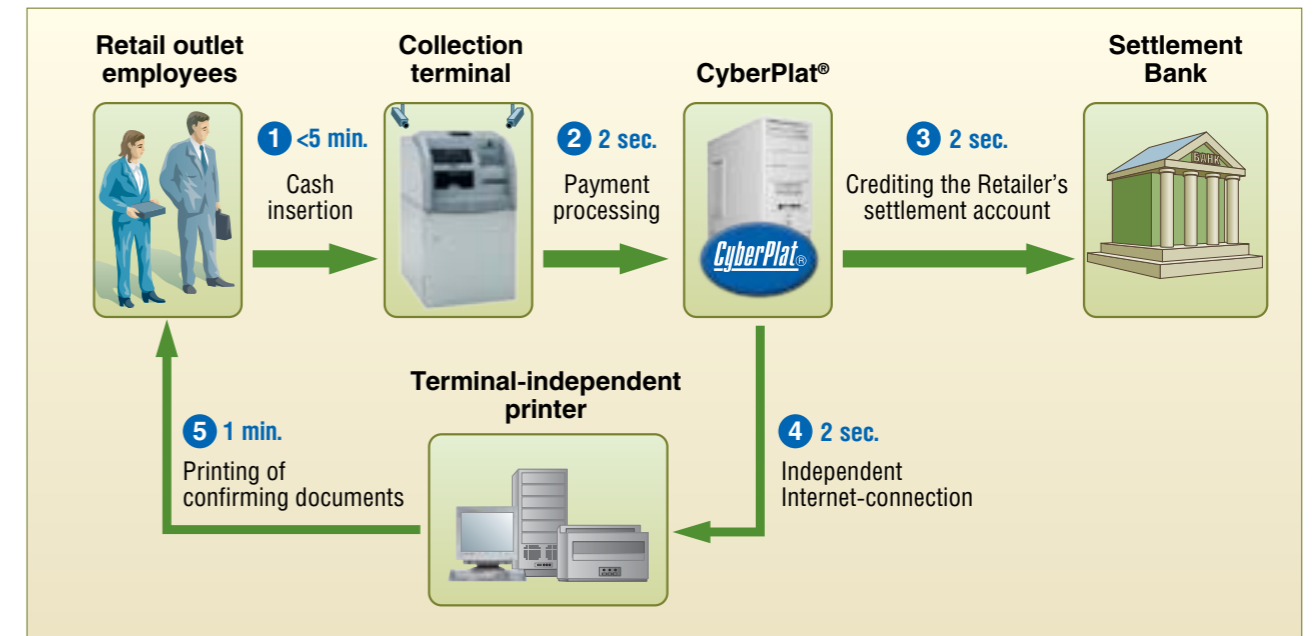 Retail outlet
employees
Collection
terminal
CyberPlat®
Settlement
Bank
1 <5 min.
Cash
insertion
2 2 sec.
Payment
processing
3 2 sec.
Crediting the Retailer's
settlement account
БАНК
CyberPlat®
Terminal-independent
printer
5 1 min.
Printing of
confirming documents
4 2 sec.
Independent
Internet-connection